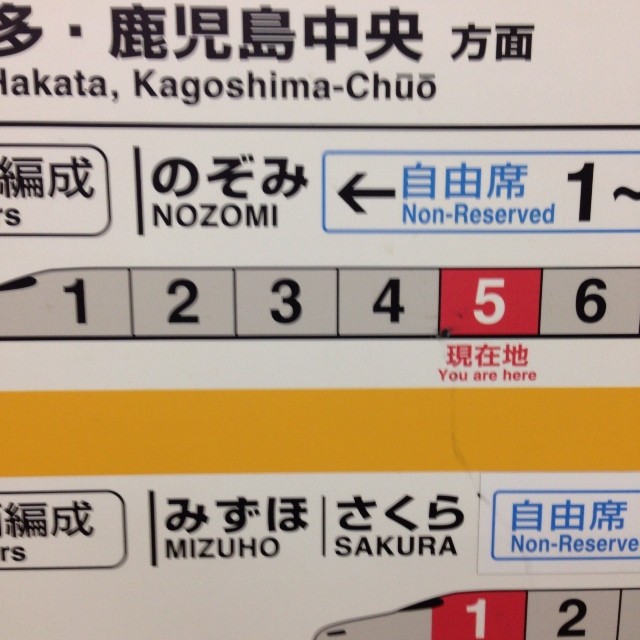 多・鹿児島中央 方面
Hakata, Kagoshima-Chūō
編成 のぞみ ←自由席 1~
rs NOZOMI Non-Reserved
1 2 3 4 5 6
現在地
You are here
編成 みずほ さくら 自由席
rs MIZUHO SAKURA Non-Reserve
1 2